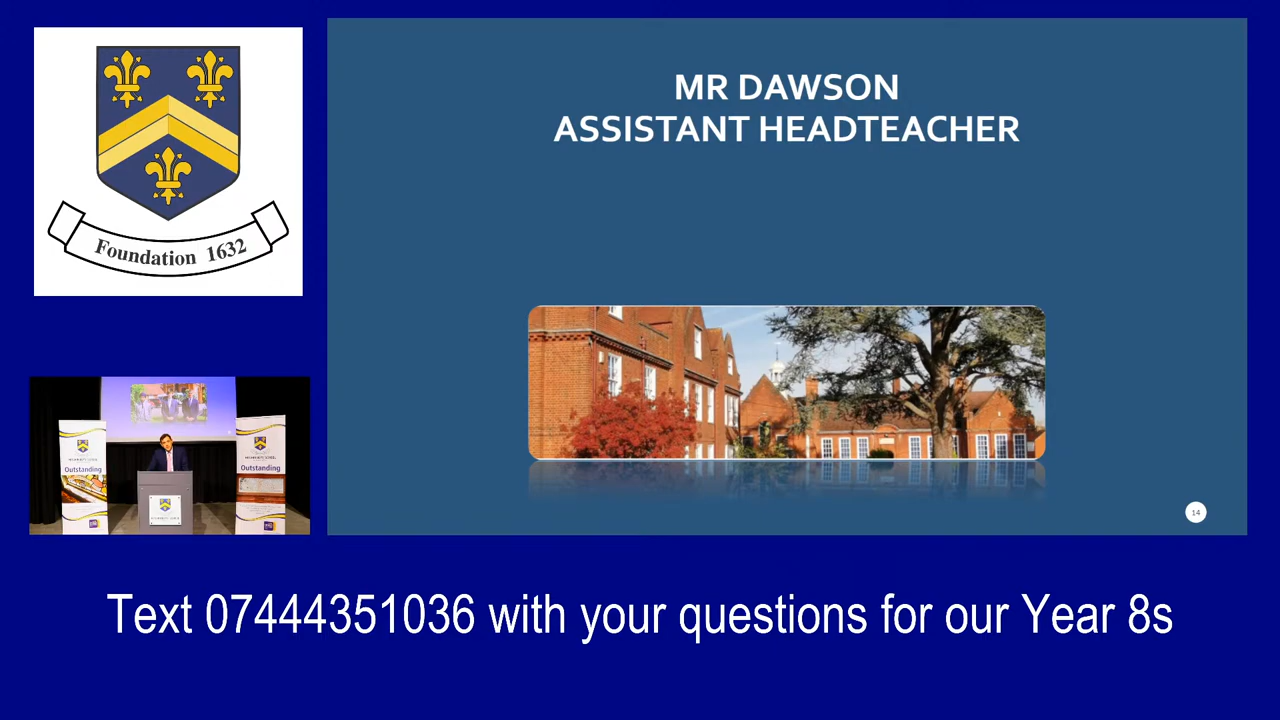 MR DAWSON
ASSISTANT HEADTEACHER
Foundation 1632
Outstanding
Outstanding
14
Text 07444351036 with your questions for our Year 8s